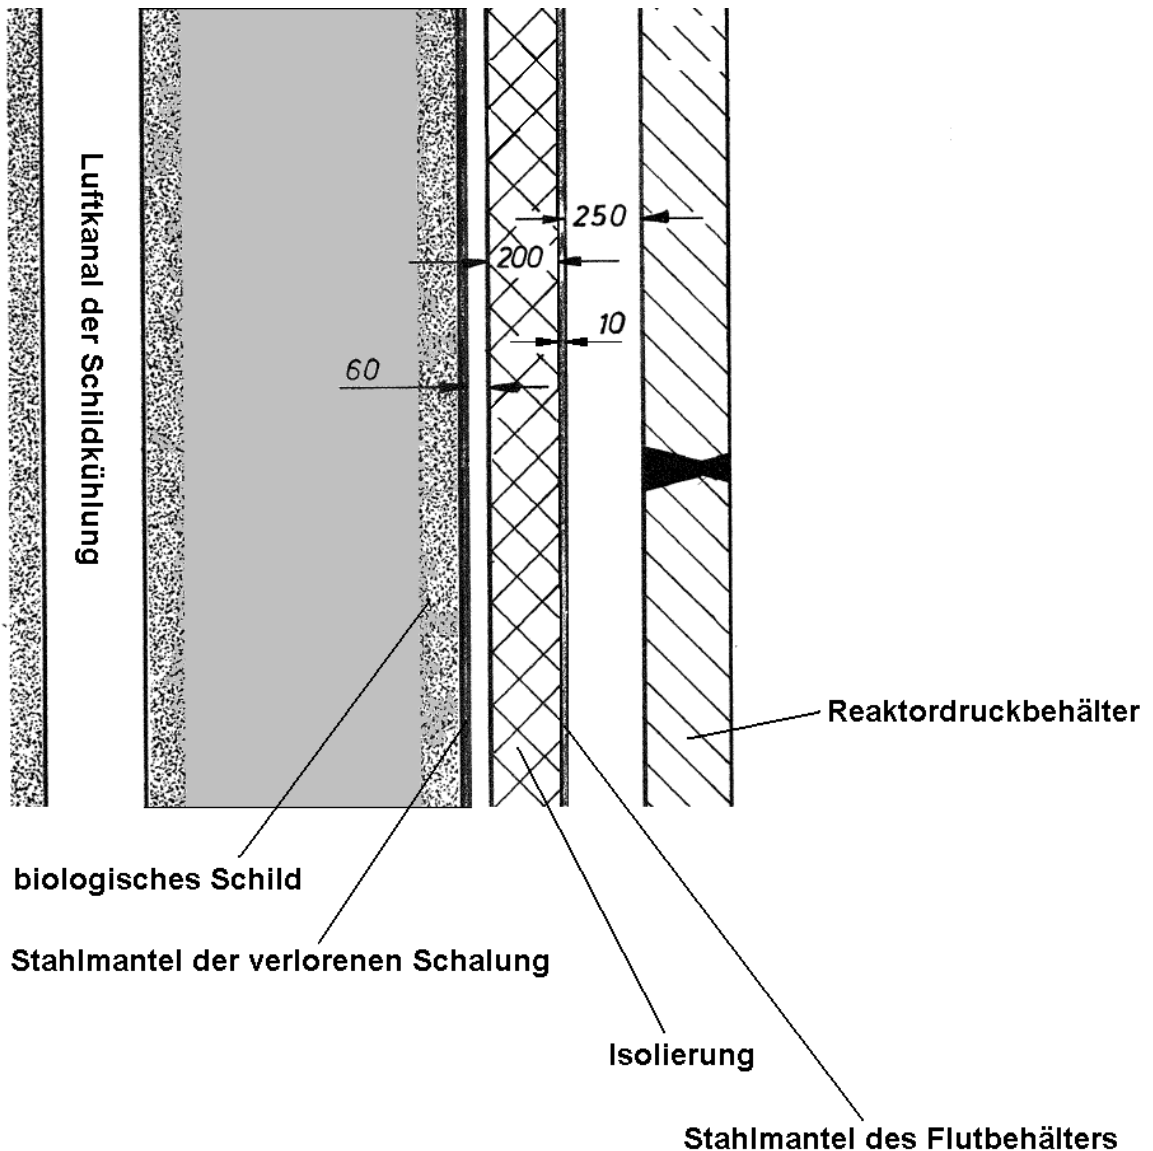 Luftkanal der Schildkühlung
250
200
10
60
Reaktordruckbehälter
biologisches Schild
Stahlmantel der verlorenen Schalung
Isolierung
Stahlmantel des Flutbehälters